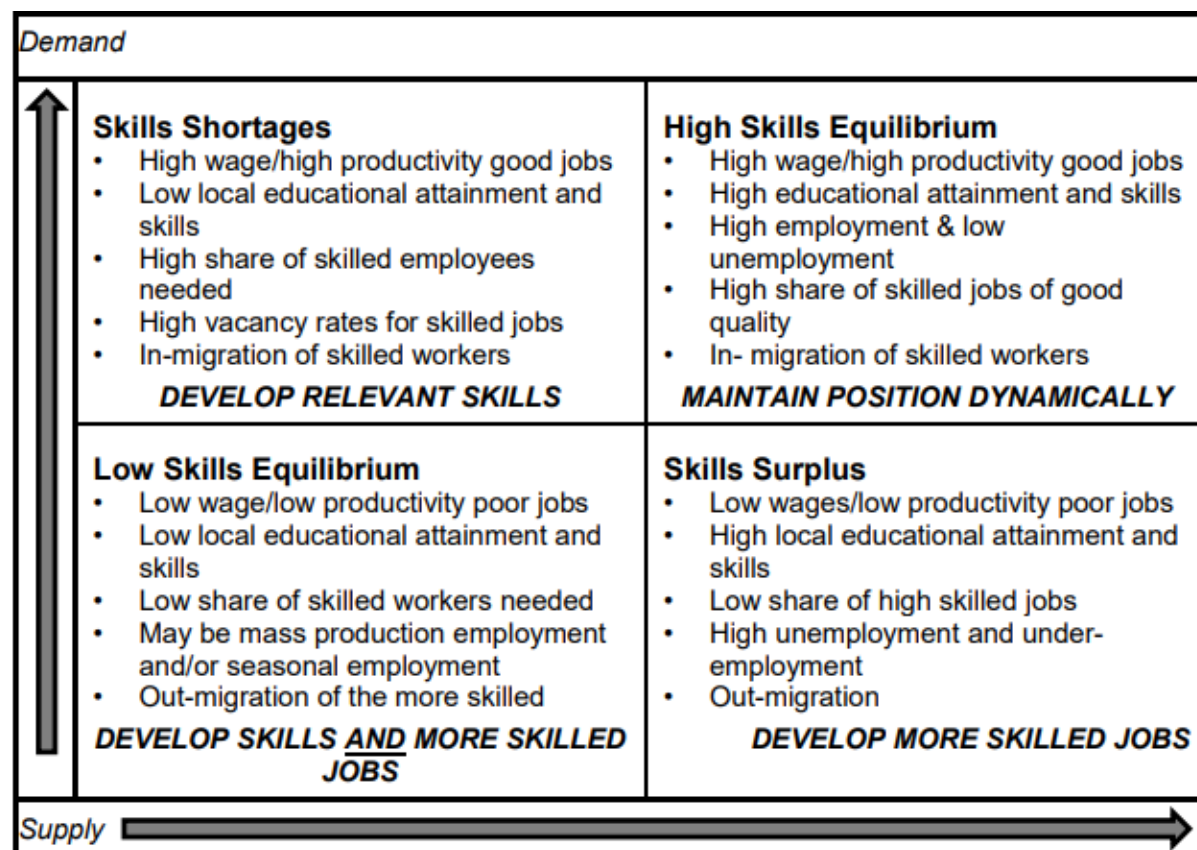 Demand
Skills Shortages
• High wage/high productivity good jobs
• Low local educational attainment and
skills
• High share of skilled employees
needed
• High vacancy rates for skilled jobs
• In-migration of skilled workers
DEVELOP RELEVANT SKILLS
High Skills Equilibrium
• High wage/high productivity good jobs
• High educational attainment and skills
• High employment & low
unemployment
• High share of skilled jobs of good
quality
• In- migration of skilled workers
MAINTAIN POSITION DYNAMICALLY
Low Skills Equilibrium
• Low wage/low productivity poor jobs
• Low local educational attainment and
skills
• Low share of skilled workers needed
• May be mass production employment
and/or seasonal employment
• Out-migration of the more skilled
DEVELOP SKILLS AND MORE SKILLED
JOBS
Skills Surplus
• Low wages/low productivity poor jobs
• High local educational attainment and
skills
• Low share of high skilled jobs
• High unemployment and under-
employment
• Out-migration
DEVELOP MORE SKILLED JOBS
Supply